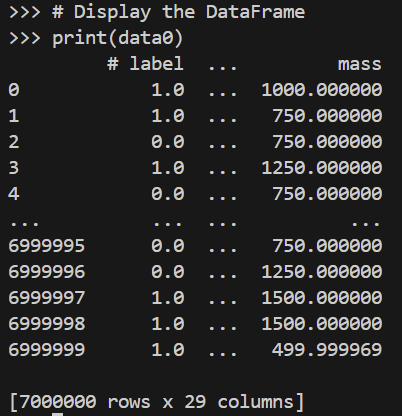 >>> # Display the DataFrame
>>> print(data0)
         # label  ...         mass
0            1.0  ...  1000.000000
1            1.0  ...   750.000000
2            0.0  ...   750.000000
3            1.0  ...  1250.000000
4            0.0  ...   750.000000
...          ...  ...          ...
6999995      0.0  ...   750.000000
6999996      0.0  ...  1250.000000
6999997      1.0  ...  1500.000000
6999998      1.0  ...  1500.000000
6999999      1.0  ...   499.999969
[7000000 rows x 29 columns]